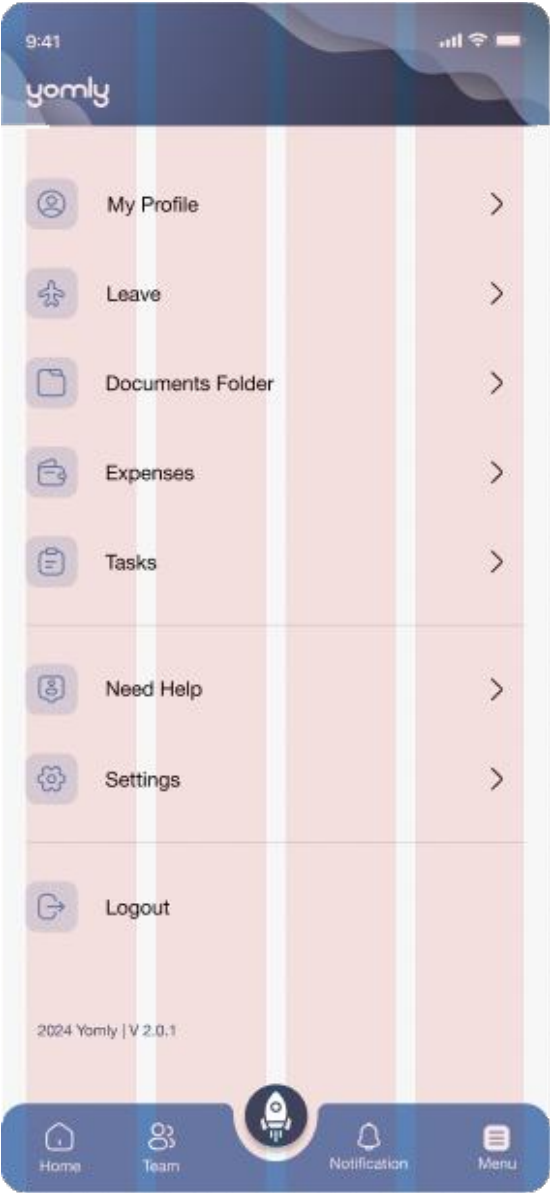 9:41
yomly
My Profile
Leave
Documents Folder
Expenses
Tasks
Need Help
Settings
Logout
2024 Yomly | V 2.0.1
Home
Team
Notification
Menu